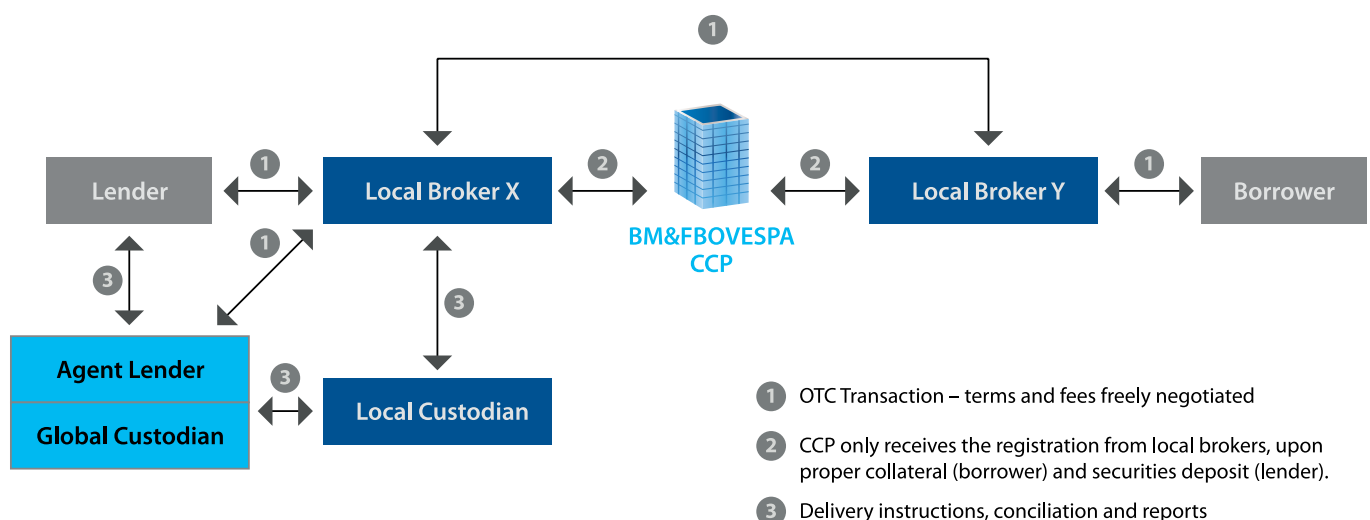 1
Lender
1
Local Broker X
2
BM&FBOVESPA
CCP
2
Local Broker Y
1
Borrower
1
3
3
Agent Lender
Global Custodian
3
Local Custodian
1 OTC Transaction – terms and fees freely negotiated
2 CCP only receives the registration from local brokers, upon
proper collateral (borrower) and securities deposit (lender).
3 Delivery instructions, conciliation and reports